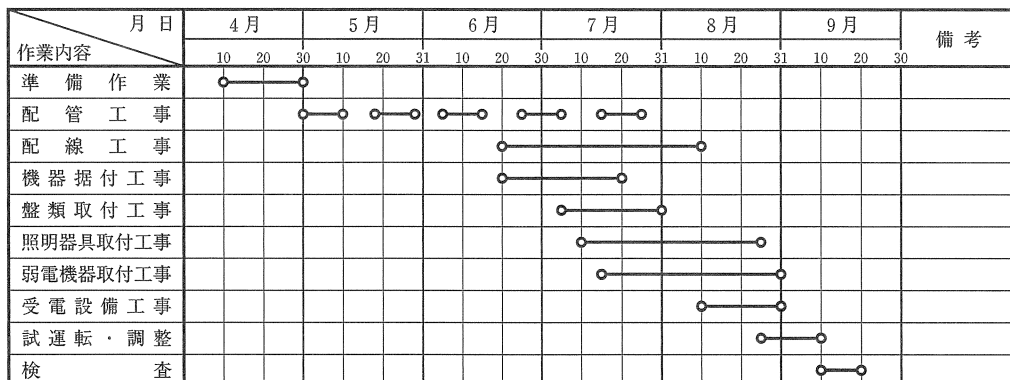 月 日
作業内容
4月 5月 6月 7月 8月 9月 備考
10 20 30 10 20 31 10 20 30 10 20 31 10 20 31 10 20 30
準備作業
配管工事
配線工事
機器据付工事
盤類取付工事
照明器具取付工事
弱電機器取付工事
受電設備工事
試運転・調整
検査